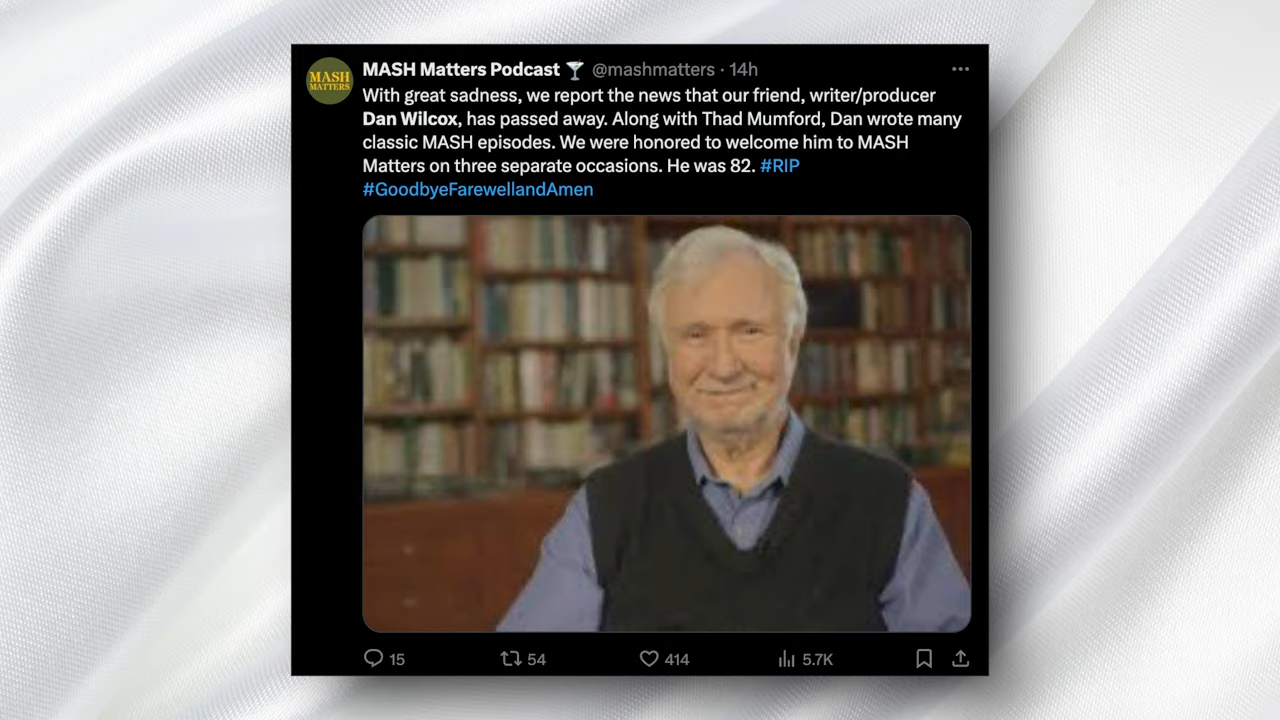 MASH
MATTERS
MASH Matters Podcast 🍸 @mashmatters · 14h
With great sadness, we report the news that our friend, writer/producer
Dan Wilcox, has passed away. Along with Thad Mumford, Dan wrote many
classic MASH episodes. We were honored to welcome him to MASH
Matters on three separate occasions. He was 82. #RIP
#GoodbyeFarewellandAmen
15 54 414 5.7K